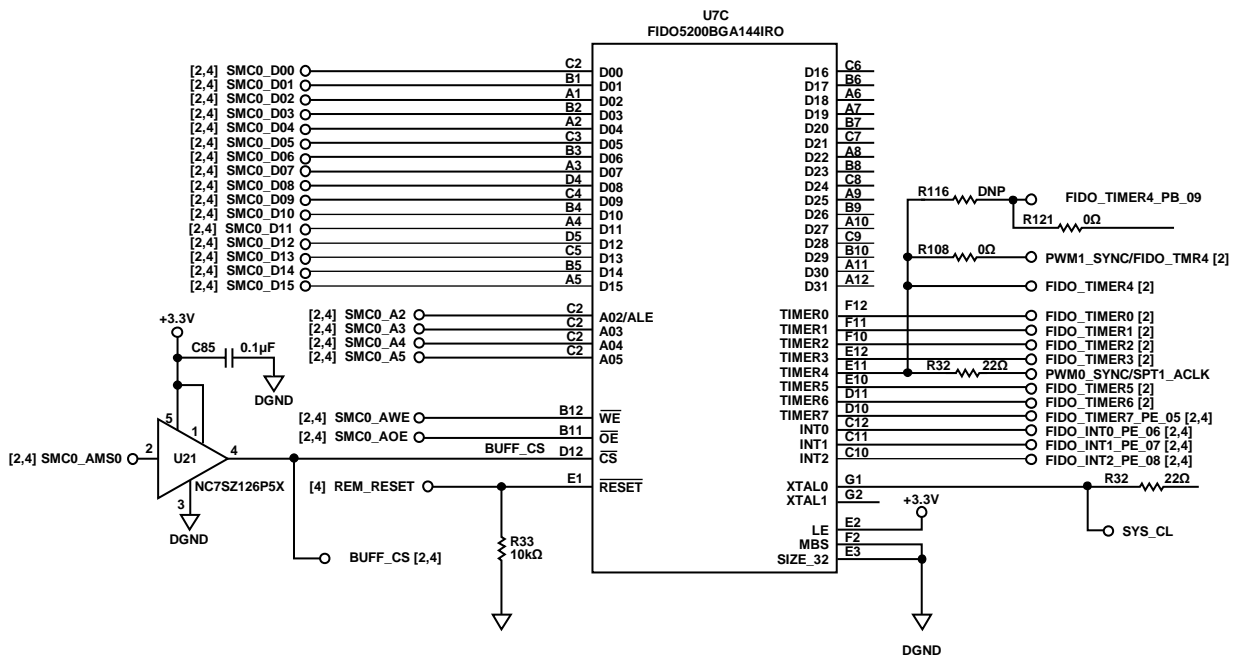 U7C
FIDO5200BGA144IRO
[2,4] SMC0_D00 C2 D00
[2,4] SMC0_D01 B1 D01
[2,4] SMC0_D02 A1 D02
[2,4] SMC0_D03 B2 D03
[2,4] SMC0_D04 A2 D04
[2,4] SMC0_D05 C3 D05
[2,4] SMC0_D06 B3 D06
[2,4] SMC0_D07 A3 D07
[2,4] SMC0_D08 D4 D08
[2,4] SMC0_D09 C4 D09
[2,4] SMC0_D10 B4 D10
[2,4] SMC0_D11 A4 D11
[2,4] SMC0_D12 D5 D12
[2,4] SMC0_D13 C5 D13
[2,4] SMC0_D14 B5 D14
[2,4] SMC0_D15 A5 D15
[2,4] SMC0_A2 C2 A02/ALE
[2,4] SMC0_A3 C2 A03
[2,4] SMC0_A4 C2 A04
[2,4] SMC0_A5 C2 A05
+3.3V
C85 0.1µF
DGND
[2,4] SMC0_AWE B12 WE
[2,4] SMC0_AOE B11 OE
BUFF_CS D12 CS
[4] REM_RESET E1 RESET
5
1
[2,4] SMC0_AMS0 2 U21 4
NC7SZ126P5X
3
DGND
BUFF_CS [2,4]
R33
10kΩ
D16 C6
D17 B6
D18 A6
D19 A7
D20 B7
D21 C7
D22 A8
D23 B8
D24 C8
D25 A9
D26 B9
D27 A10
D28 C9
D29 B10
D30 A11
D31 A12
R116 DNP FIDO_TIMER4_PB_09
R121 0Ω
R108 0Ω PWM1_SYNC/FIDO_TMR4 [2]
FIDO_TIMER4 [2]
TIMER0 F12 FIDO_TIMER0 [2]
TIMER1 F11 FIDO_TIMER1 [2]
TIMER2 F10 FIDO_TIMER2 [2]
TIMER3 E12 FIDO_TIMER3 [2]
TIMER4 E11 R32 22Ω PWM0_SYNC/SPT1_ACLK
TIMER5 E10 FIDO_TIMER5 [2]
TIMER6 D11 FIDO_TIMER6 [2]
TIMER7 D10 FIDO_TIMER7_PE_05 [2,4]
INT0 C12 FIDO_INT0_PE_06 [2,4]
INT1 C11 FIDO_INT1_PE_07 [2,4]
INT2 C10 FIDO_INT2_PE_08 [2,4]
XTAL0 G1 R32 22Ω
XTAL1 G2
+3.3V
LE E2
MBS F2
SIZE_32 E3
SYS_CL
DGND